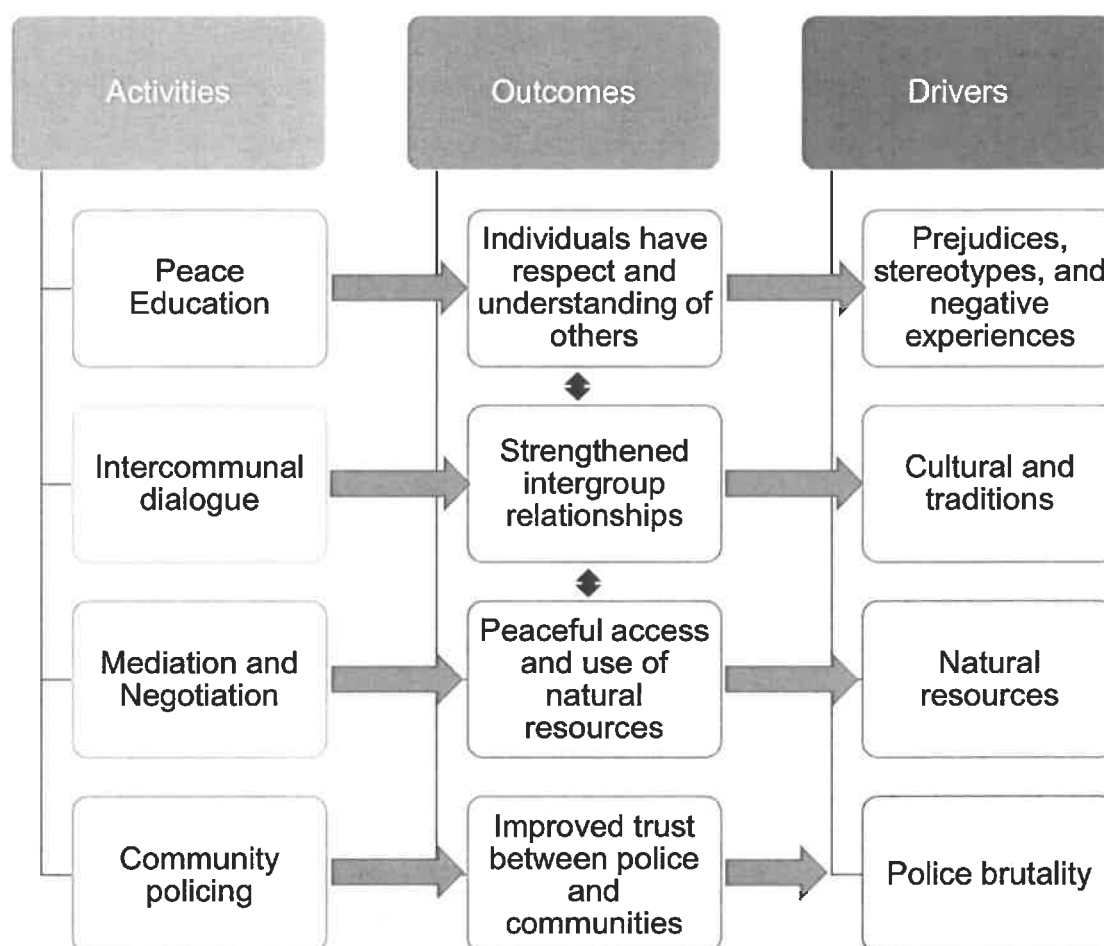 Activities
Outcomes
Drivers
Peace
Education
Individuals have
respect and
understanding of
others
Prejudices,
stereotypes, and
negative
experiences
Intercommunal
dialogue
Strengthened
intergroup
relationships
Cultural and
traditions
Mediation and
Negotiation
Peaceful access
and use of
natural
resources
Natural
resources
Community
policing
Improved trust
between police
and
communities
Police brutality